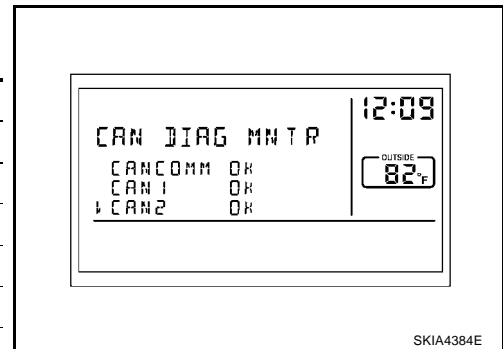 12:09
CAN DIAG MNTR
OUTSIDE
82°F
CANCOMM OK
CAN1 OK
CAN2 OK
SKIA4384E